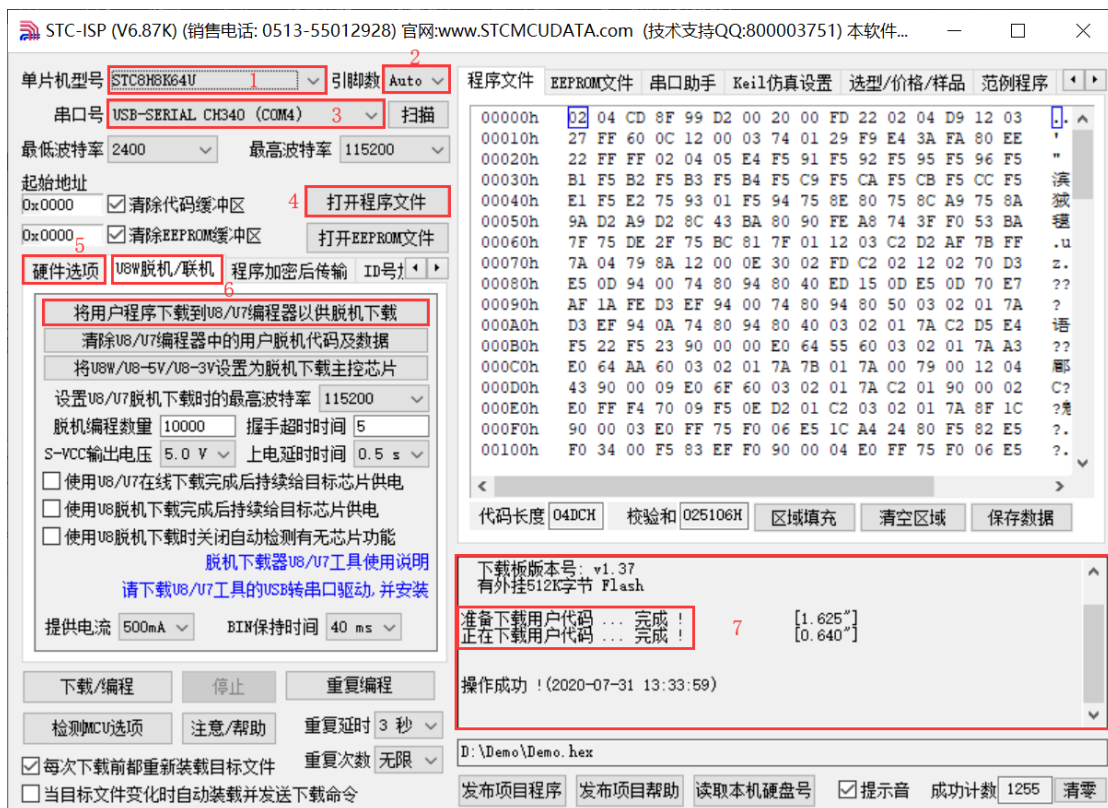 STC-ISP (V6.87K) (销售电话: 0513-55012928) 官网:www.STCMCUDATA.com (技术支持QQ:800003751) 本软件...
单片机型号 STC8H8K64U 1 引脚数 Auto 2
串口号 USB-SERIAL CH340 (COM4) 3 扫描
最低波特率 2400 最高波特率 115200
起始地址
0x0000 清除代码缓冲区 4 打开程序文件
0x0000 清除EEPROM缓冲区 打开EEPROM文件
5
硬件选项 U8W脱机/联机 程序加密后传输
6
将用户程序下载到U8/U7编程器以供脱机下载
清除U8/U7编程器中的用户脱机代码及数据
将U8W/U8-5V/U8-3V设置为脱机下载主控芯片
设置U8/U7脱机下载时的最高波特率 115200
脱机编程数量 10000 握手超时时间 5
S-VCC输出电压 5.0 V 上电延时时间 0.5 s
使用U8/U7在线下载完成后持续给目标芯片供电
使用U8脱机下载完成后持续给目标芯片供电
使用U8脱机下载时关闭自动检测有无芯片功能
脱机下载器U8/U7工具使用说明
请下载U8/U7工具的USB转串口驱动,并安装
提供电流 500mA BIN保持时间 40 ms
下载/编程 停止 重复编程
检测MCU选项 注意/帮助 重复延时 3 秒
每次下载前都重新装载目标文件 重复次数 无限
当目标文件变化时自动装载并发送下载命令
程序文件 EEPROM文件 串口助手 Keil仿真设置 选型/价格/样品 范例程序
00000h 02 04 CD 8F 99 D2 00 20 00 FD 22 02 04 D9 12 03 ..
00010h 27 FF 60 0C 12 00 03 74 01 29 F9 E4 3A FA 80 EE '
00020h 22 FF FF 02 04 05 E4 F5 91 F5 92 F5 95 F5 96 F5 "
00030h B1 F5 B2 F5 B3 F5 B4 F5 C9 F5 CA F5 CB F5 CC F5
00040h E1 F5 E2 75 93 01 F5 94 75 8E 80 75 8C A9 75 8A
00050h 9A D2 A9 D2 8C 43 BA 80 90 FE A8 74 3F F0 53 BA
00060h 7F 75 DE 2F 75 BC 81 7F 01 12 03 C2 D2 AF 7B FF .u
00070h 7A 04 79 8A 12 00 0E 30 02 FD C2 02 12 02 70 D3 z.
00080h E5 0D 94 00 74 80 94 80 40 ED 15 0D E5 0D 70 E7 ??
00090h AF 1A FE D3 EF 94 00 74 80 94 80 50 03 02 01 7A ?
000A0h D3 EF 94 0A 74 80 94 80 40 03 02 01 7A C2 D5 E4 语
000B0h F5 22 F5 23 90 00 00 E0 64 55 60 03 02 01 7A A3 ??
000C0h E0 64 AA 60 03 02 01 7A 7B 01 7A 00 79 00 12 04
000D0h 43 90 00 09 E0 6F 60 03 02 01 7A C2 01 90 00 02 C?
000E0h E0 FF F4 70 09 F5 0E D2 01 C2 03 02 01 7A 8F 1C
000F0h 90 00 03 E0 FF 75 F0 06 E5 1C A4 24 80 F5 82 E5 ?.
00100h F0 34 00 F5 83 EF F0 90 00 04 E0 FF 75 F0 06 E5 ?.
代码长度 04DCH 校验和 025106H 区域填充 清空区域 保存数据
下载板版本号: v1.37
有外挂512K字节 Flash
准备下载用户代码 ... 完成 ! [1.625"]
正在下载用户代码 ... 完成 ! 7 [0.640"]
操作成功 !(2020-07-31 13:33:59)
D:\Demo\Demo.hex
发布项目程序 发布项目帮助 读取本机硬盘号 提示音 成功计数 1255 清零